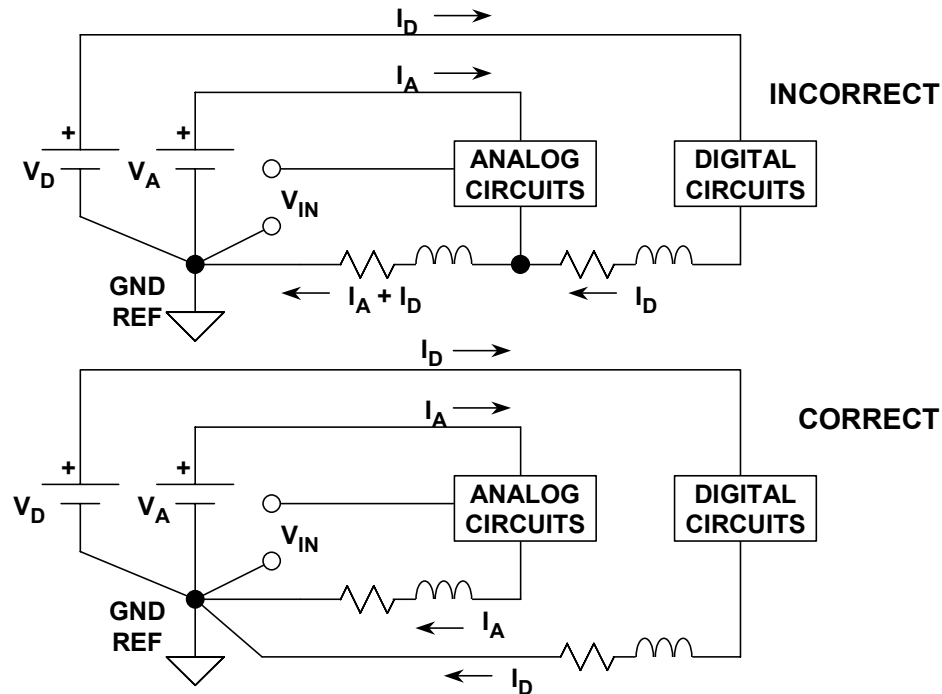 I_D
I_A
INCORRECT
+
+
V_D
V_A
V_IN
ANALOG
CIRCUITS
DIGITAL
CIRCUITS
GND
REF
I_A + I_D
I_D
I_D
I_A
CORRECT
+
+
V_D
V_A
V_IN
ANALOG
CIRCUITS
DIGITAL
CIRCUITS
GND
REF
I_A
I_D